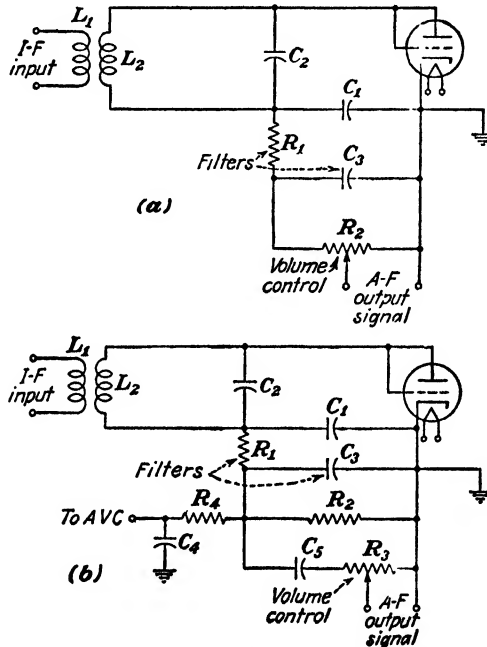 L₁
I-F
input
L₂
C₂
C₁
R₁
Filters
C₃
(a)
R₂
Volume
control
A-F
output
signal
L₁
I-F
input
L₂
C₂
C₁
R₁
Filters
C₃
To AVC
R₄
R₂
C₄
(b)
C₅
R₃
Volume
control
A-F
output
signal